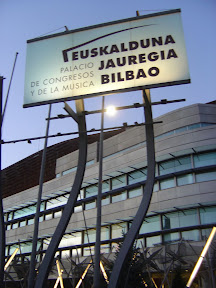 EUSKALDUNA
PALACIO JAUREGIA
DE CONGRESOS BILBAO
Y DE LA MÚSICA